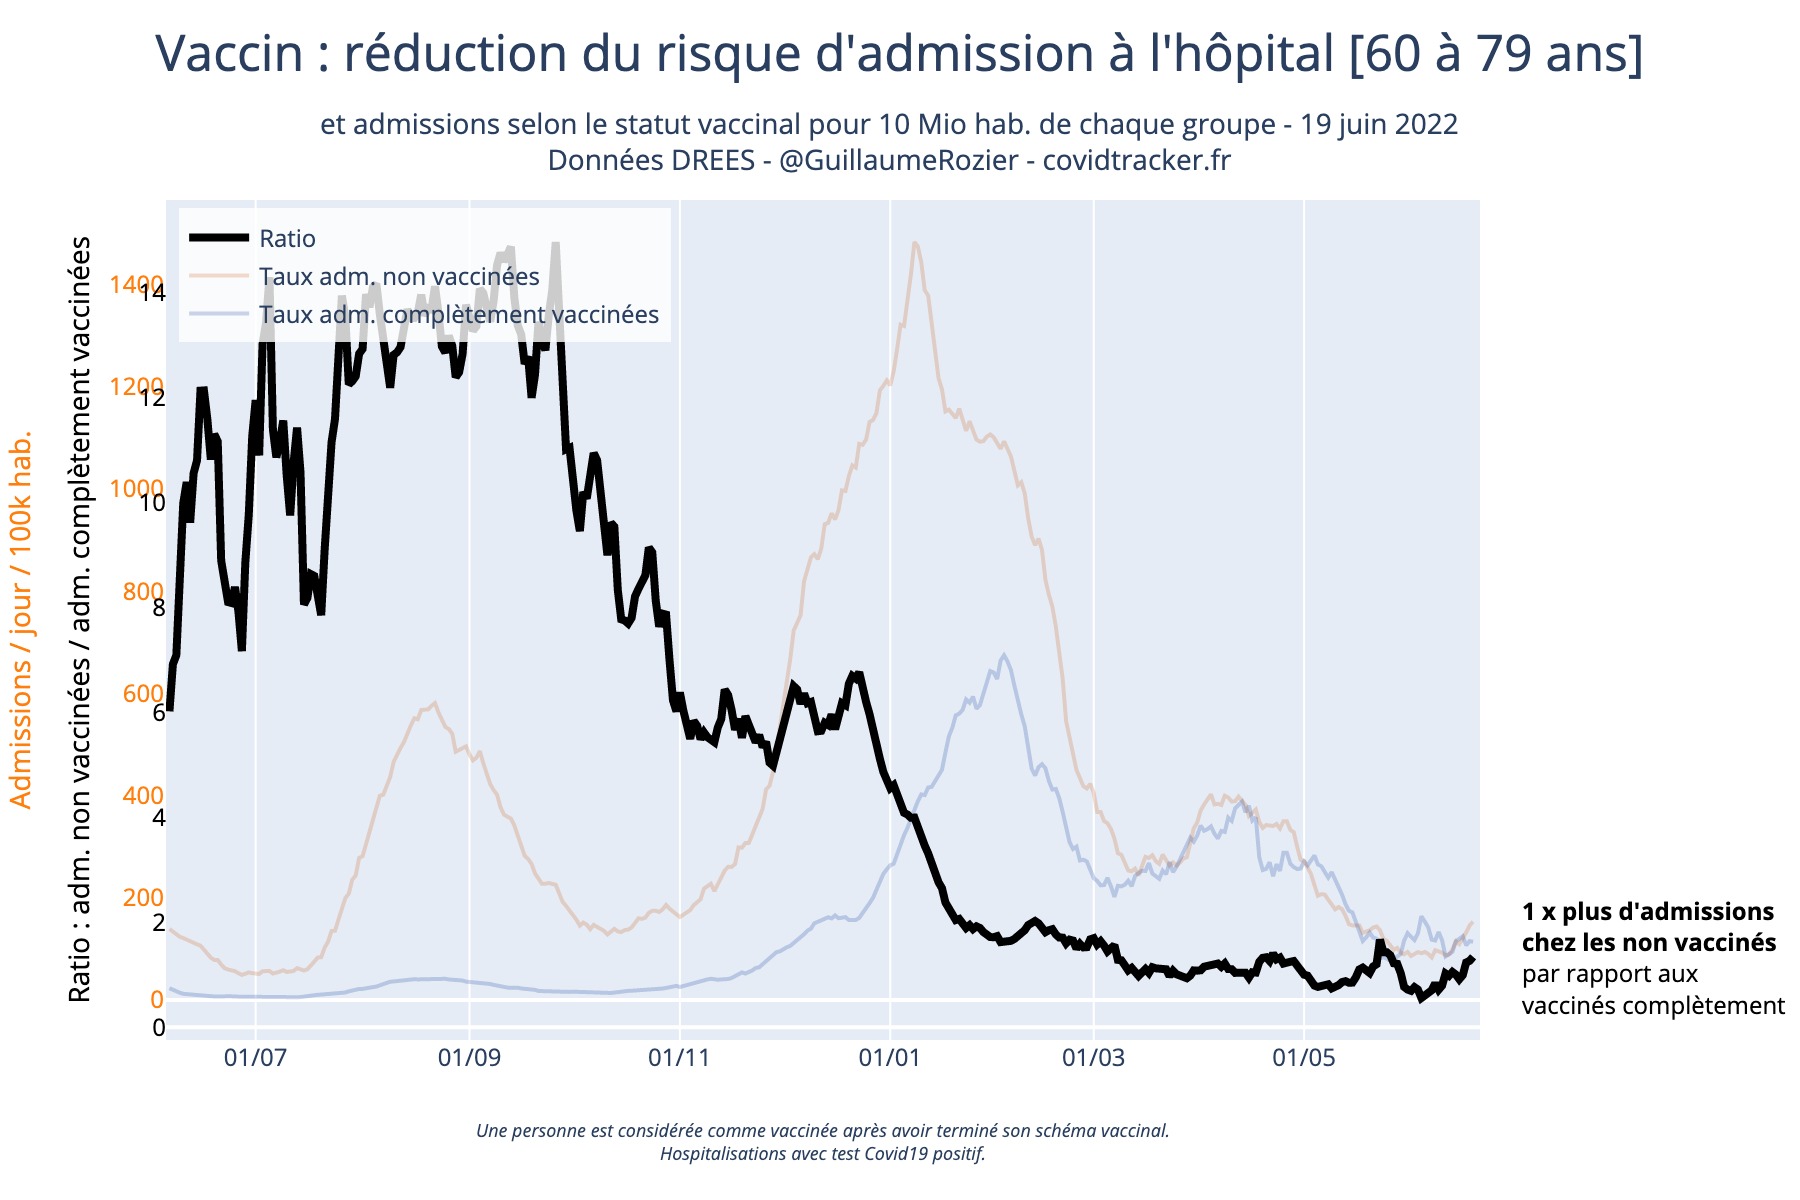 Vaccin : réduction du risque d'admission à l'hôpital [60 à 79 ans]
et admissions selon le statut vaccinal pour 10 Mio hab. de chaque groupe - 19 juin 2022
Données DREES - @GuillaumeRozier - covidtracker.fr
Admissions / jour / 100k hab.
Ratio : adm. non vaccinées / adm. complètement vaccinées
Ratio
Taux adm. non vaccinées
Taux adm. complètement vaccinées
1400
14
1200
12
1000
10
800
8
600
6
400
4
200
2
0
0
01/07
01/09
01/11
01/01
01/03
01/05
1 x plus d'admissions
chez les non vaccinés
par rapport aux
vaccinés complètement
Une personne est considérée comme vaccinée après avoir terminé son schéma vaccinal.
Hospitalisations avec test Covid19 positif.